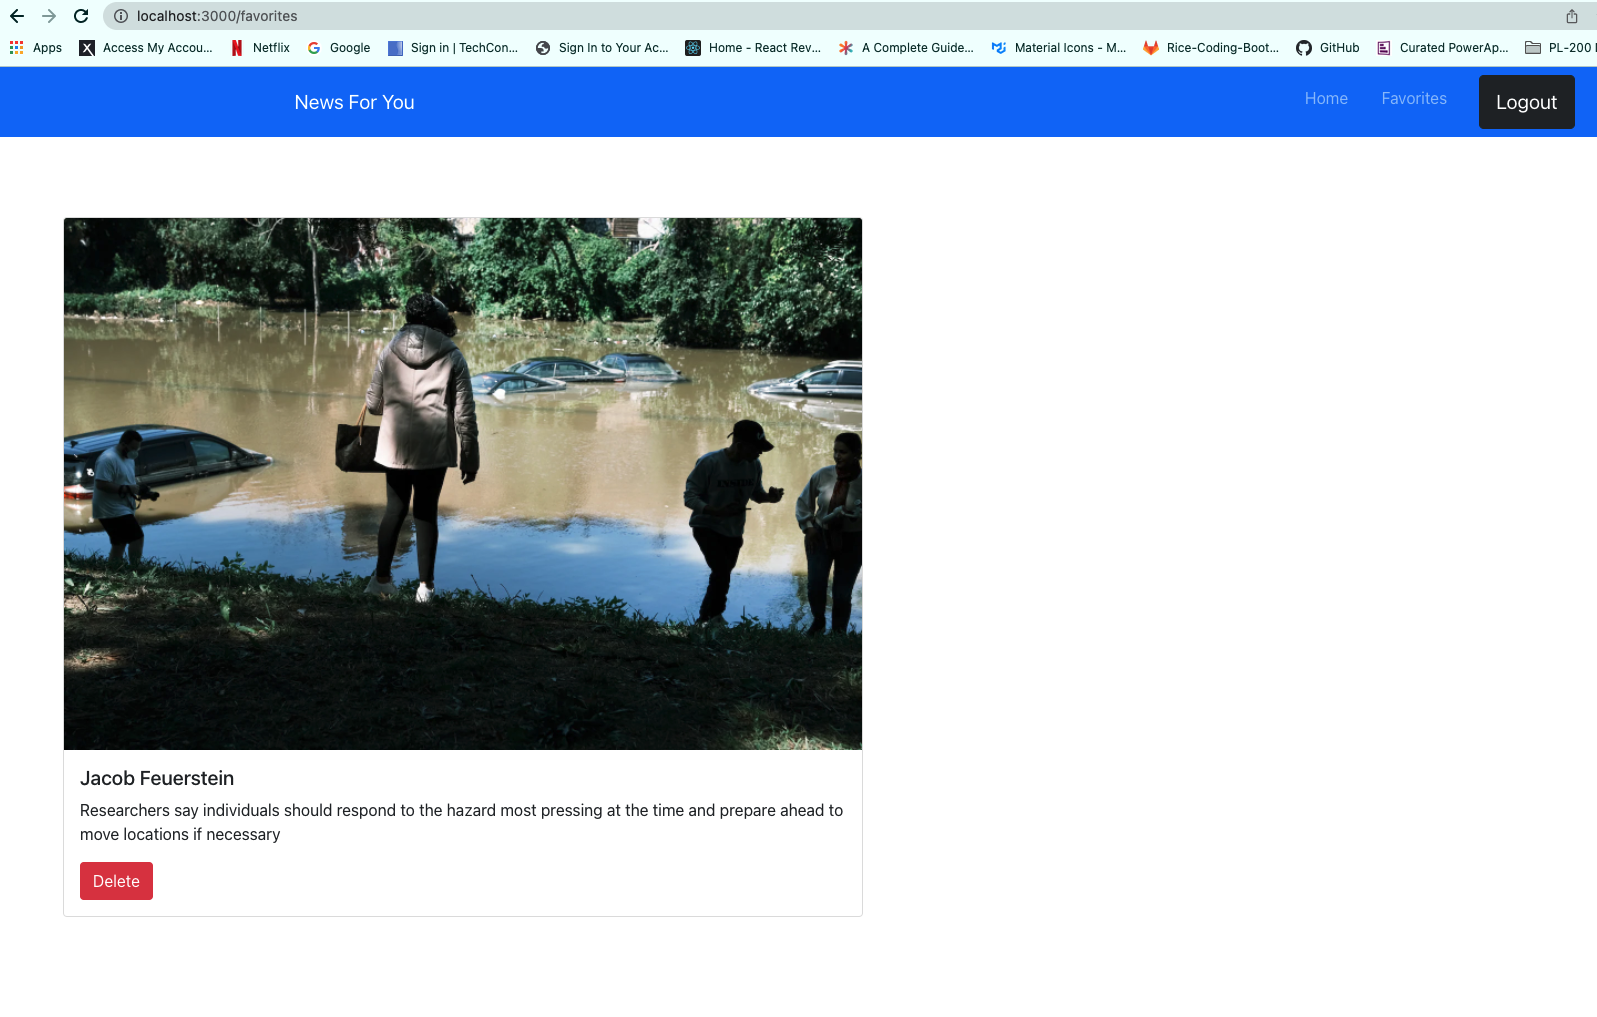 localhost:3000/favorites
Apps Access My Accou... Netflix Google Sign in | TechCon... Sign In to Your Ac... Home - React Rev... A Complete Guide... Material Icons - M... Rice-Coding-Boot... GitHub Curated PowerAp... PL-200
News For You Home Favorites Logout
Jacob Feuerstein
Researchers say individuals should respond to the hazard most pressing at the time and prepare ahead to
move locations if necessary
Delete